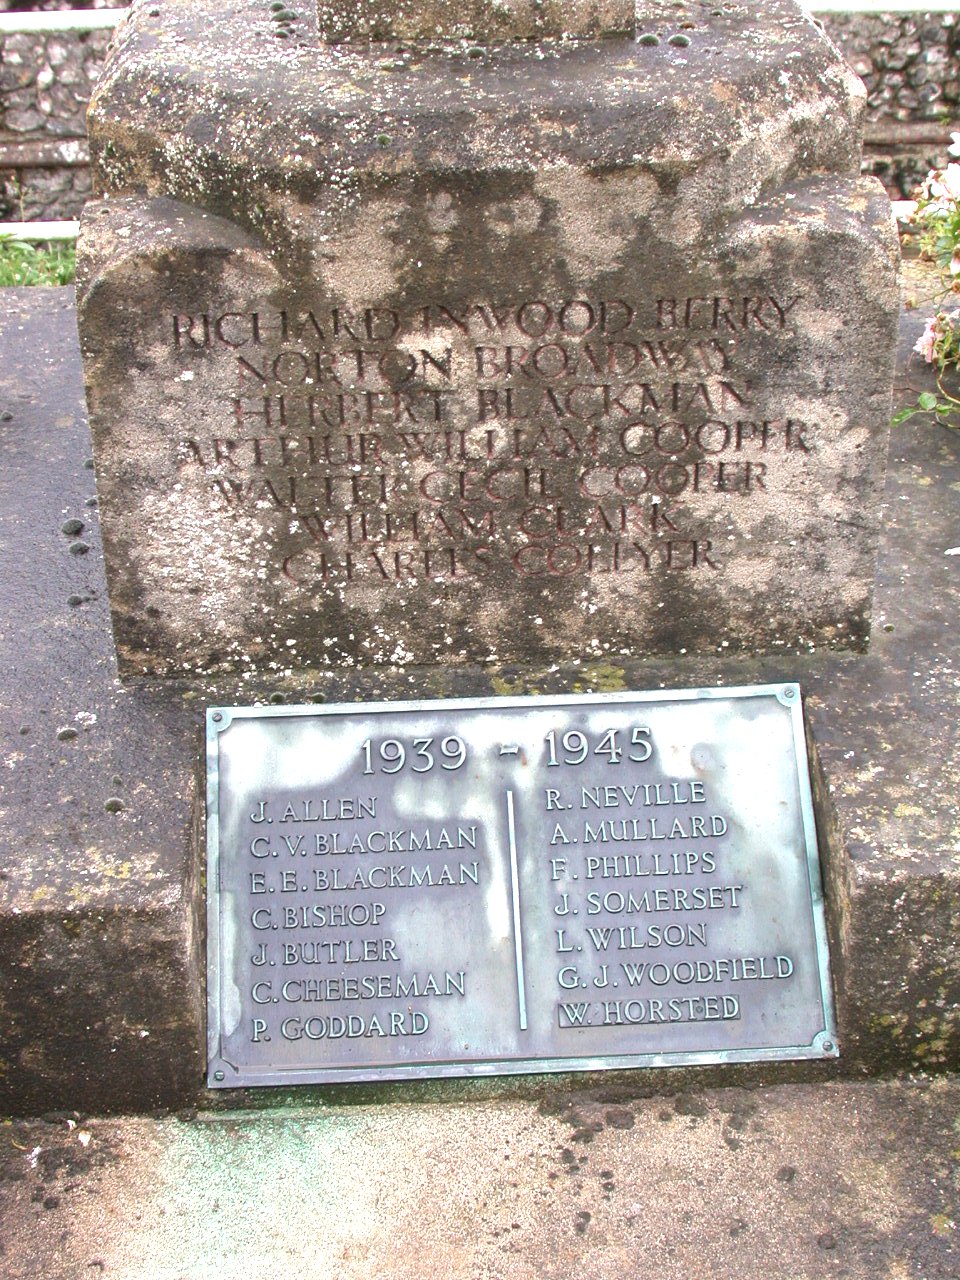 RICHARD INWOOD BERRY
NORTON BROADWAY
HERBERT BLACKMAN
ARTHUR WILLIAM COOPER
WALTER CECIL COOPER
WILLIAM CLARK
CHARLES COLLYER
1939 - 1945
J. ALLEN
C. V. BLACKMAN
E. E. BLACKMAN
C. BISHOP
J. BUTLER
C. CHEESEMAN
P. GODDARD
R. NEVILLE
A. MULLARD
F. PHILLIPS
J. SOMERSET
L. WILSON
G. J. WOODFIELD
W. HORSTED